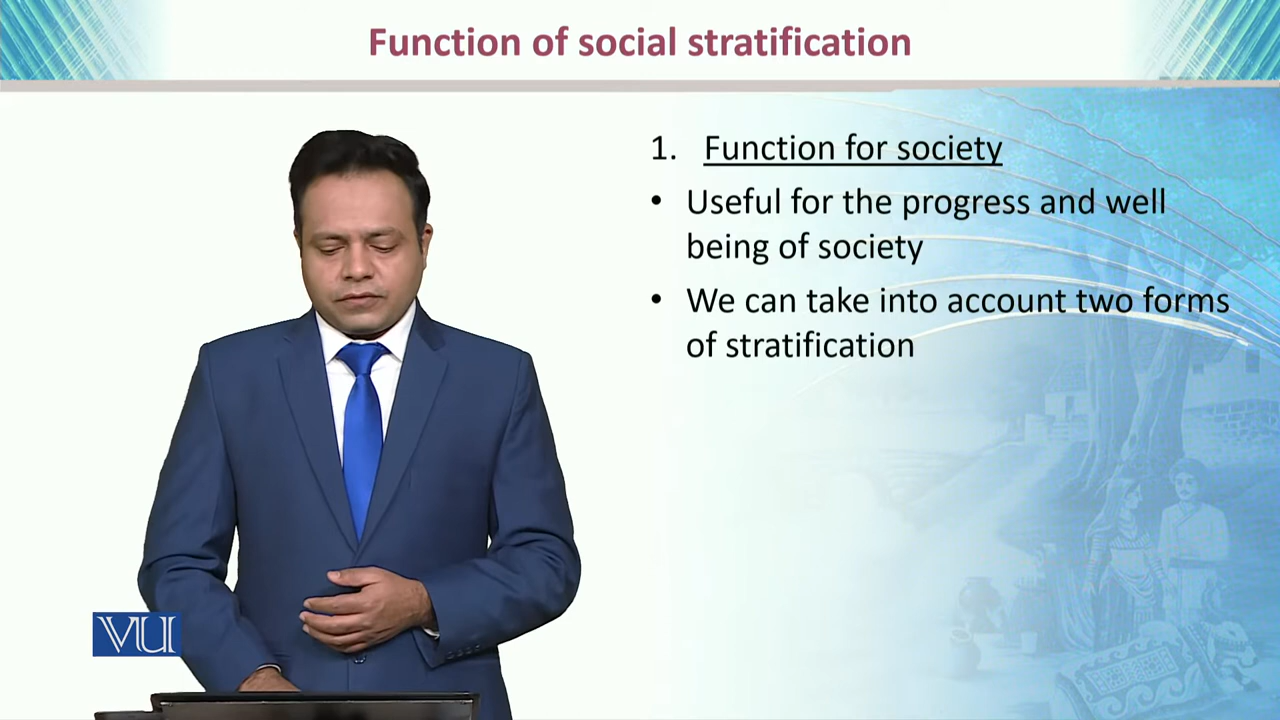 Function of social stratification
1. Function for society
• Useful for the progress and well
being of society
• We can take into account two forms
of stratification
VU